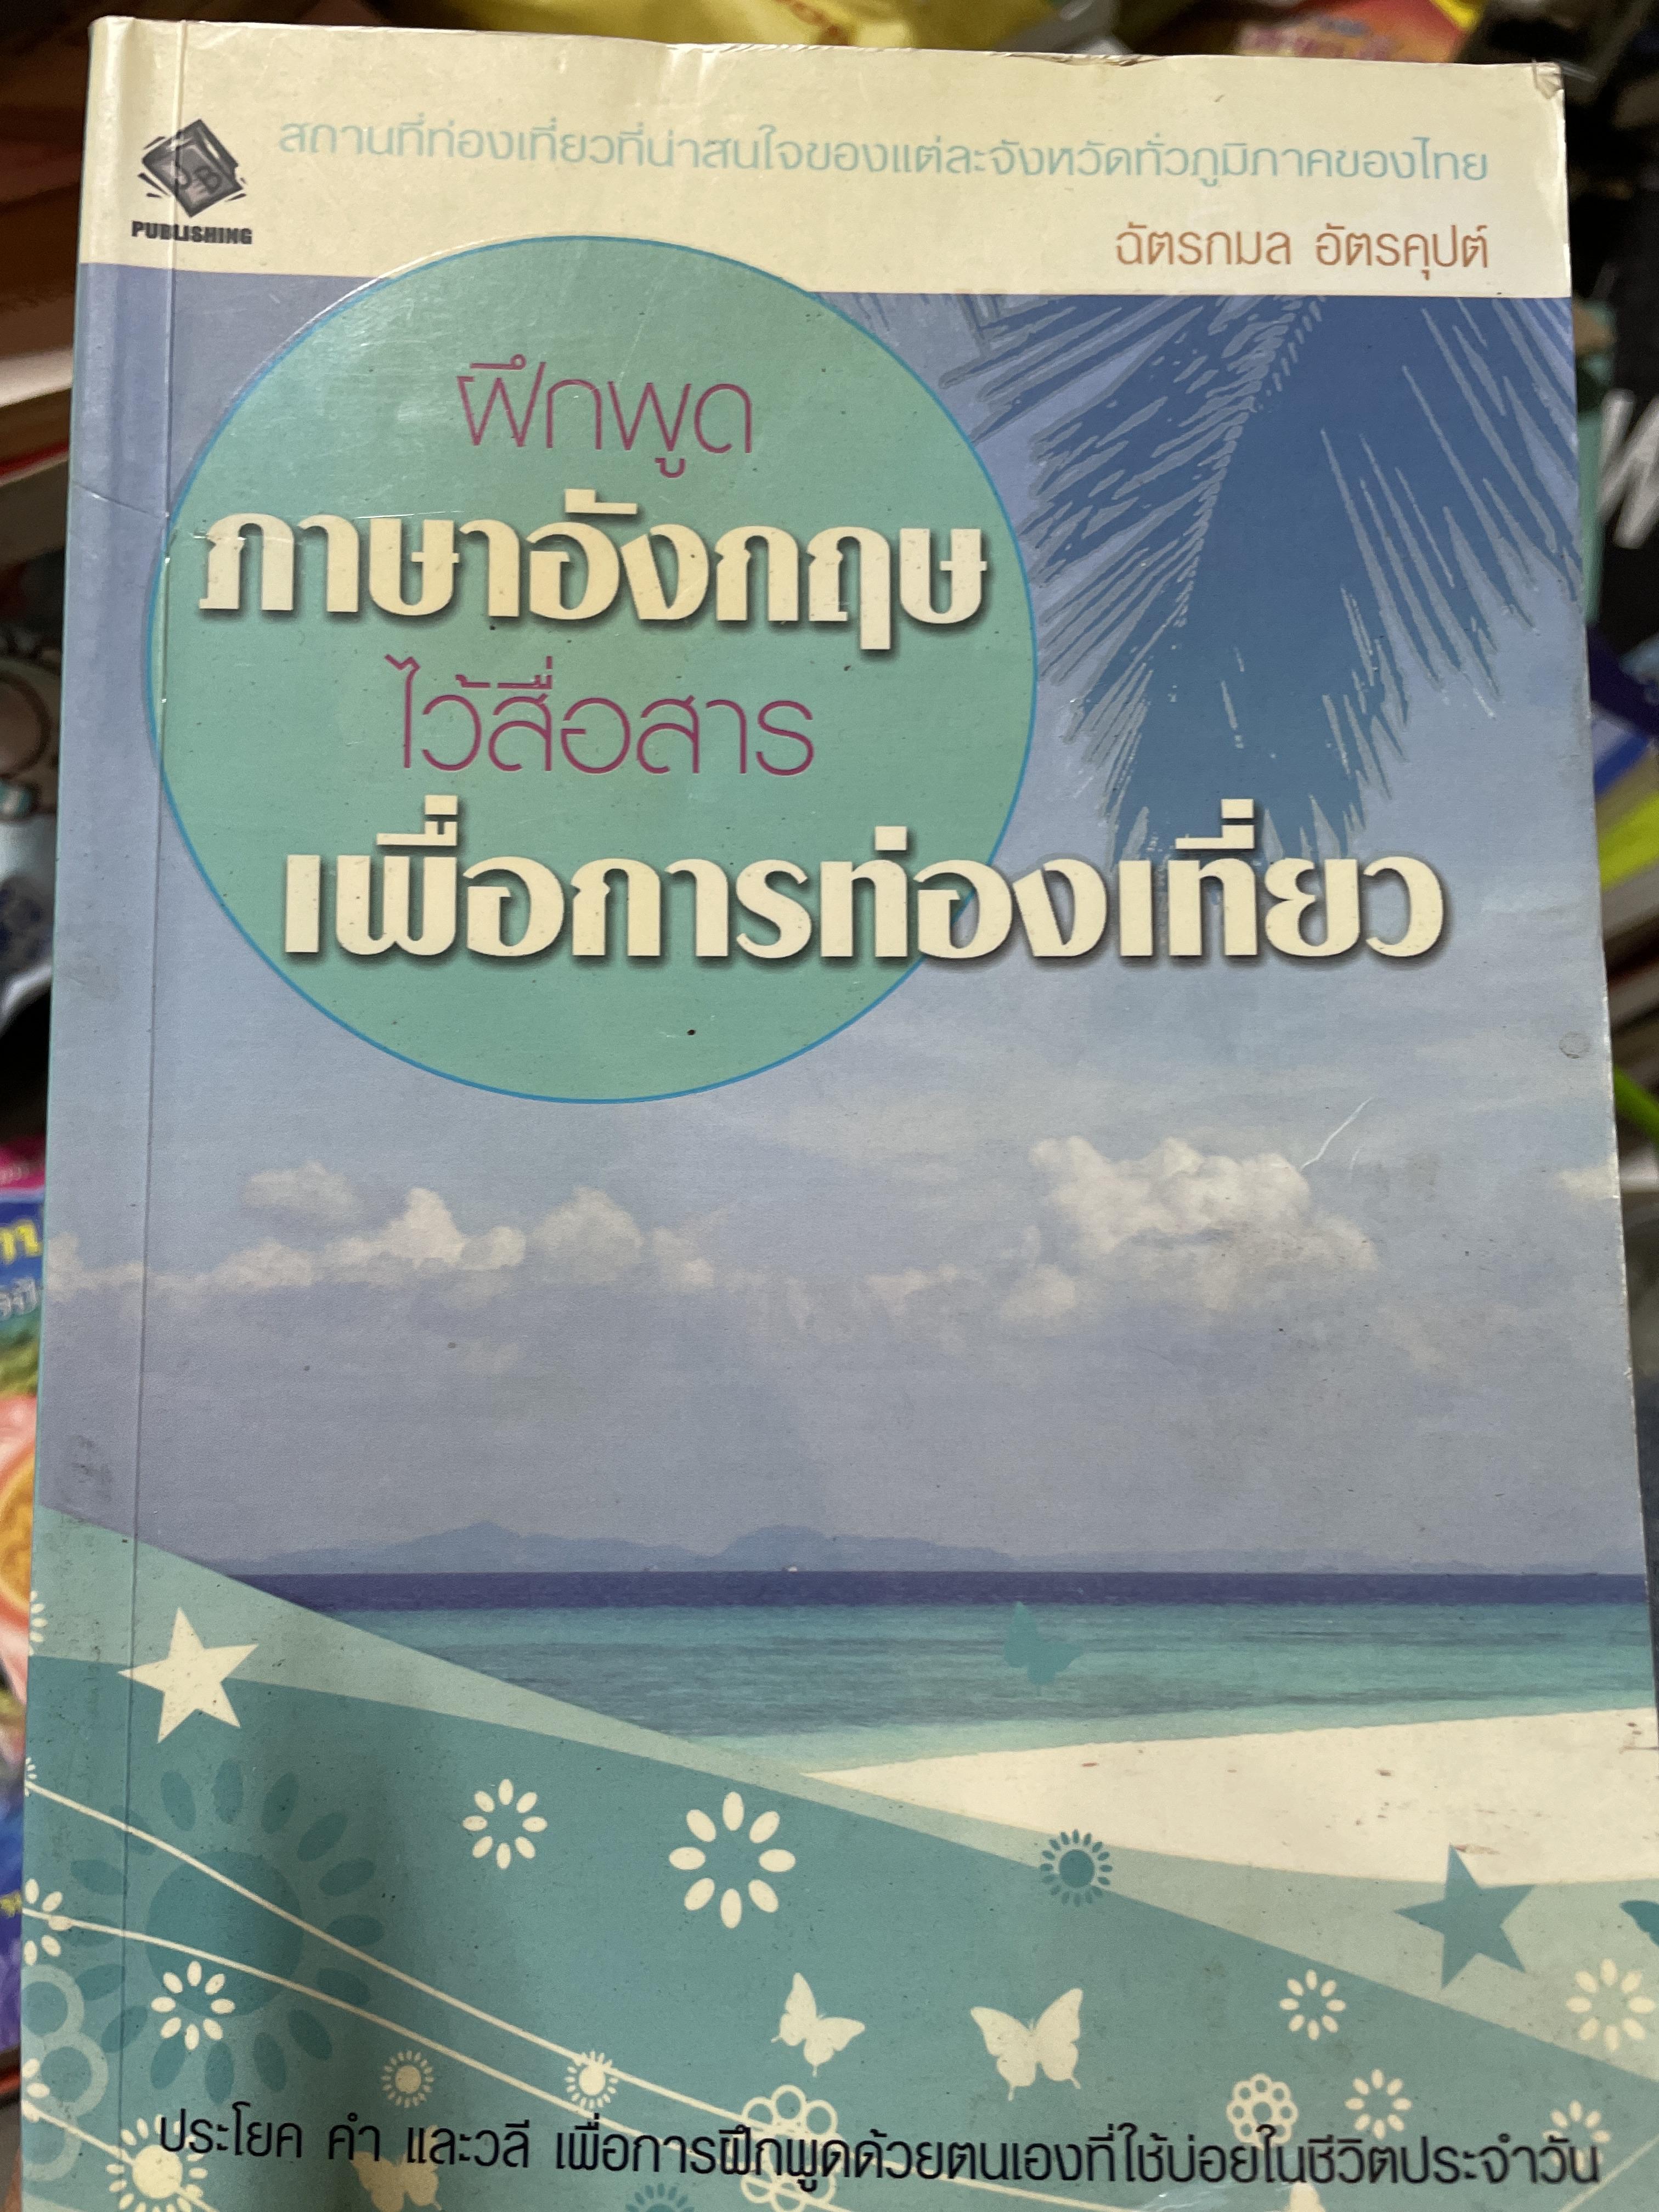 สถานที่ท่องเที่ยวที่น่าสนใจของแต่ละจังหวัดทั่วภูมิภาคของไทย
PUBLISHING
ฉัตรกมล อัตรคุปต์
ฝึกพูด
ภาษาอังกฤษ
ไว้สื่อสาร
เพื่อการท่องเที่ยว
ประโยค คำ และวลี เพื่อการฝึกพูดด้วยตนเองที่ใช้บ่อยในชีวิตประจำวัน